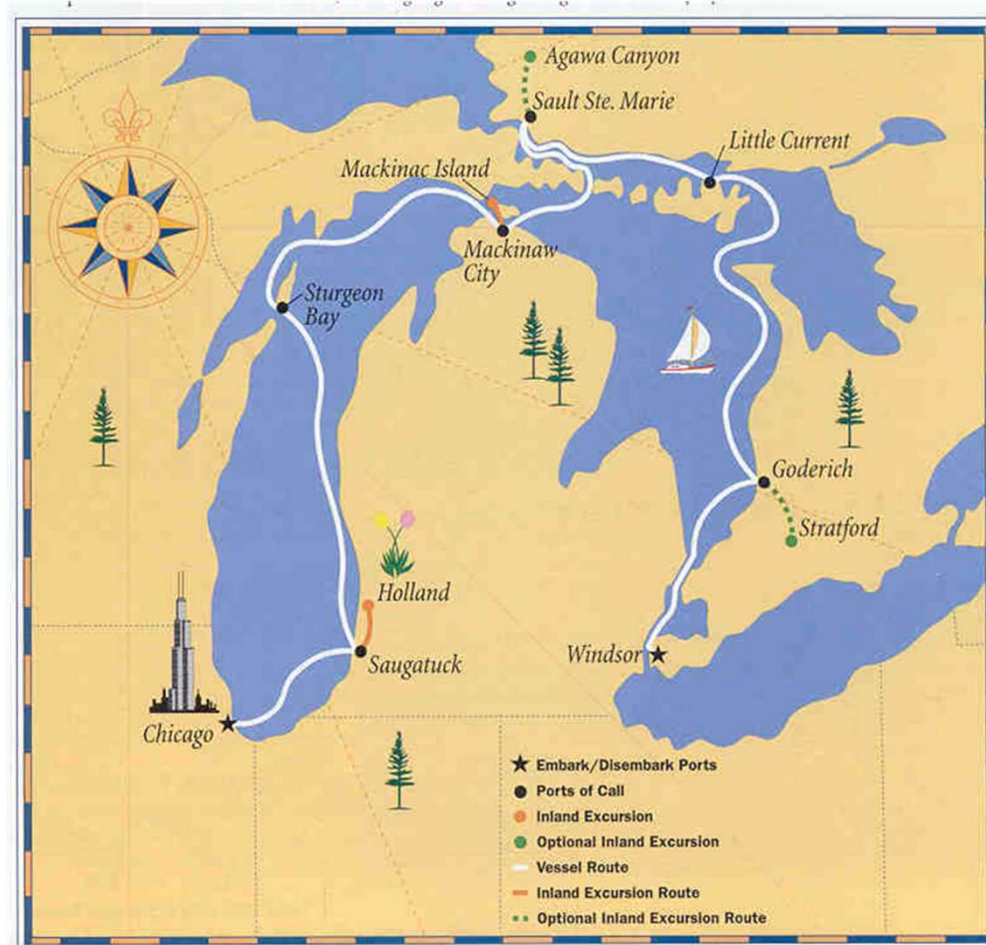 Agawa Canyon
Sault Ste. Marie
Little Current
Mackinac Island
Mackinaw
City
Sturgeon
Bay
Goderich
Stratford
Holland
Saugatuck
Windsor
Chicago
Embark/Disembark Ports
Ports of Call
Inland Excursion
Optional Inland Excursion
Vessel Route
Inland Excursion Route
Optional Inland Excursion Route